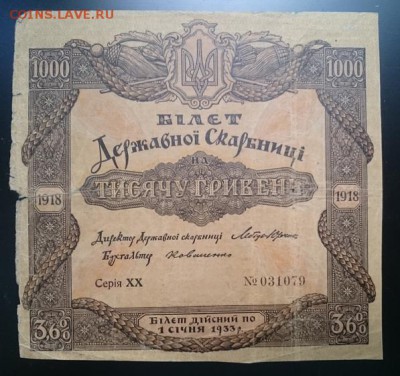 COINS.LAVE.RU
1000 1000
БІЛЕТ
Державної Скарбниці
НА
ТИСЯЧУ ГРИВЕНЬ
1918 1918
Директор Державної скарбниці
Бухгальтер
Серія XX № 031079
3.6% 3.6%
БІЛЕТ ДІЙСНИЙ ПО
1 СІЧНЯ 1933 р.